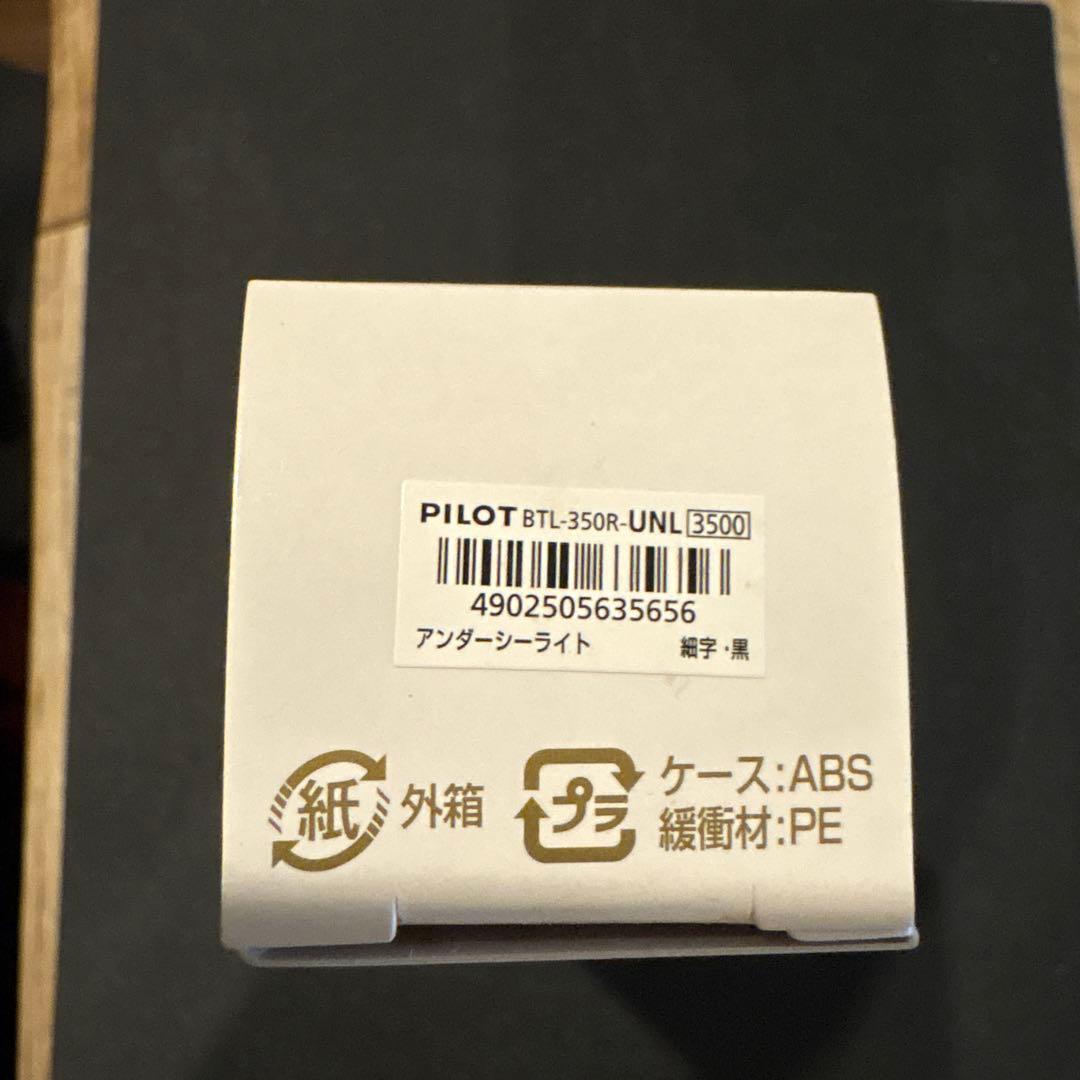 PILOT BTL-350R-UNL 3500
4902505635656
アンダーシーライト 細字・黒
紙 外箱
プラ ケース:ABS
緩衝材:PE